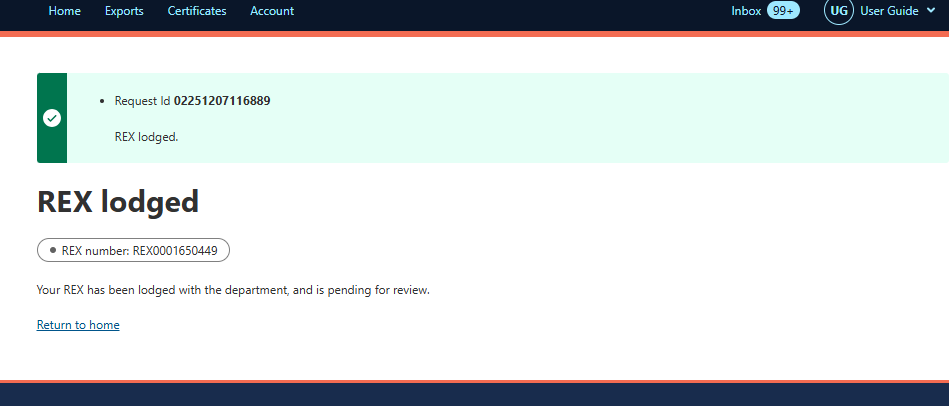 Home Exports Certificates Account Inbox 99+ UG User Guide
Request Id 02251207116889
REX lodged.
REX lodged
REX number: REX0001650449
Your REX has been lodged with the department, and is pending for review.
Return to home